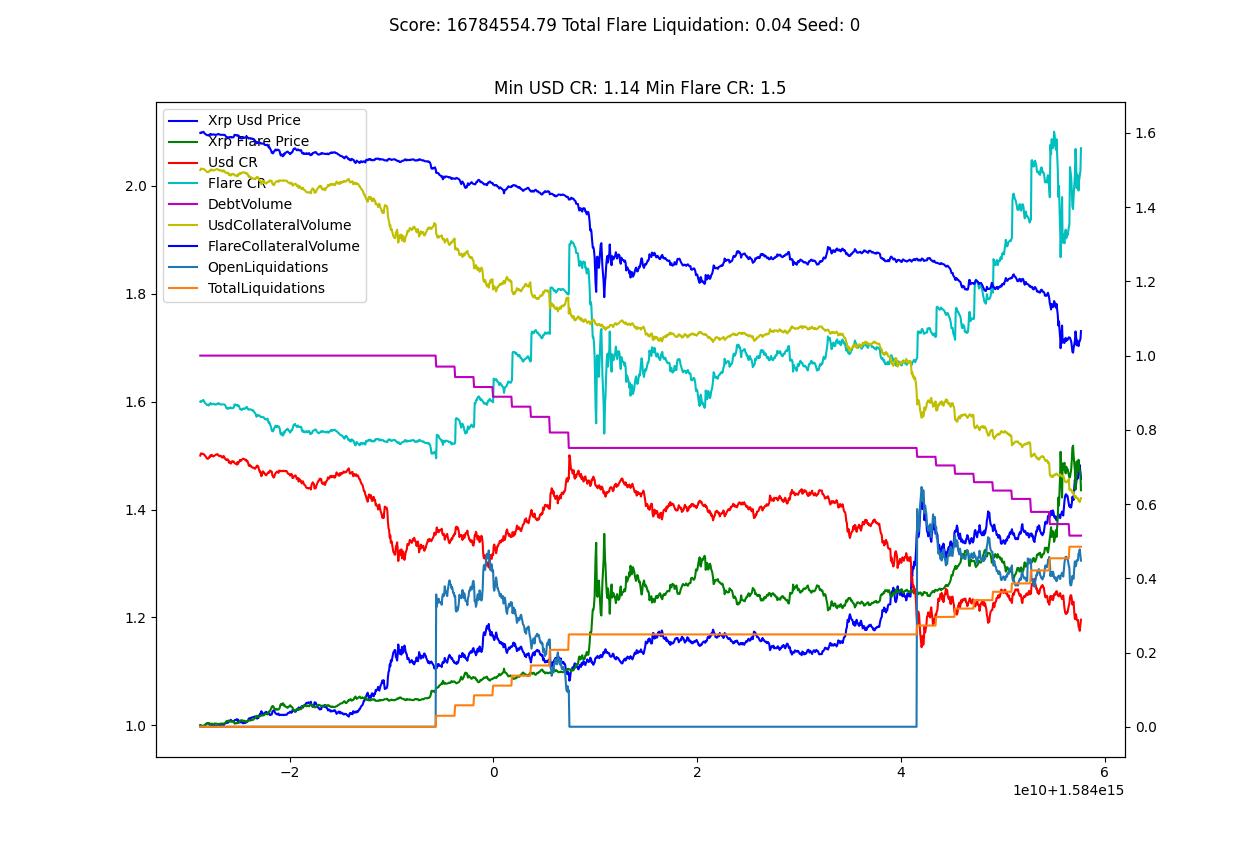 Score: 16784554.79 Total Flare Liquidation: 0.04 Seed: 0
Min USD CR: 1.14 Min Flare CR: 1.5
Xrp Usd Price
Xrp Flare Price
Usd CR
Flare CR
DebtVolume
UsdCollateralVolume
FlareCollateralVolume
OpenLiquidations
TotalLiquidations
2.0
1.8
1.6
1.4
1.2
1.0
1.6
1.4
1.2
1.0
0.8
0.6
0.4
0.2
0.0
−2 0 2 4 6
1e10+1.584e15